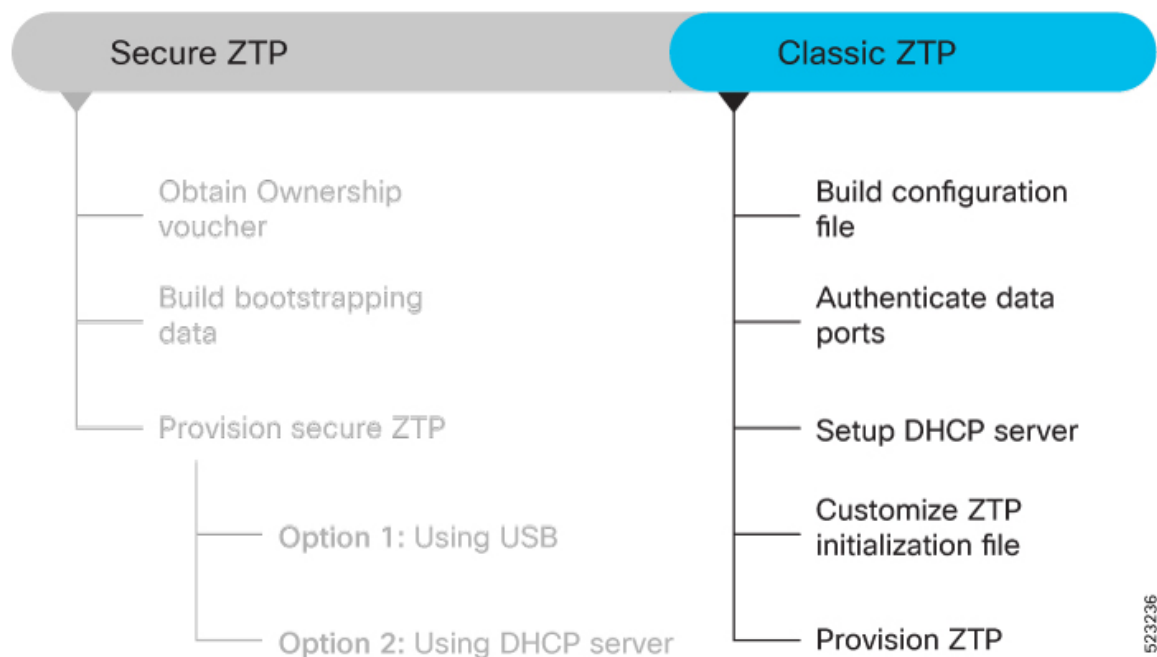 Secure ZTP
Classic ZTP
Obtain Ownership
voucher
Build bootstrapping
data
Provision secure ZTP
Option 1: Using USB
Option 2: Using DHCP server
Build configuration
file
Authenticate data
ports
Setup DHCP server
Customize ZTP
initialization file
Provision ZTP
523236